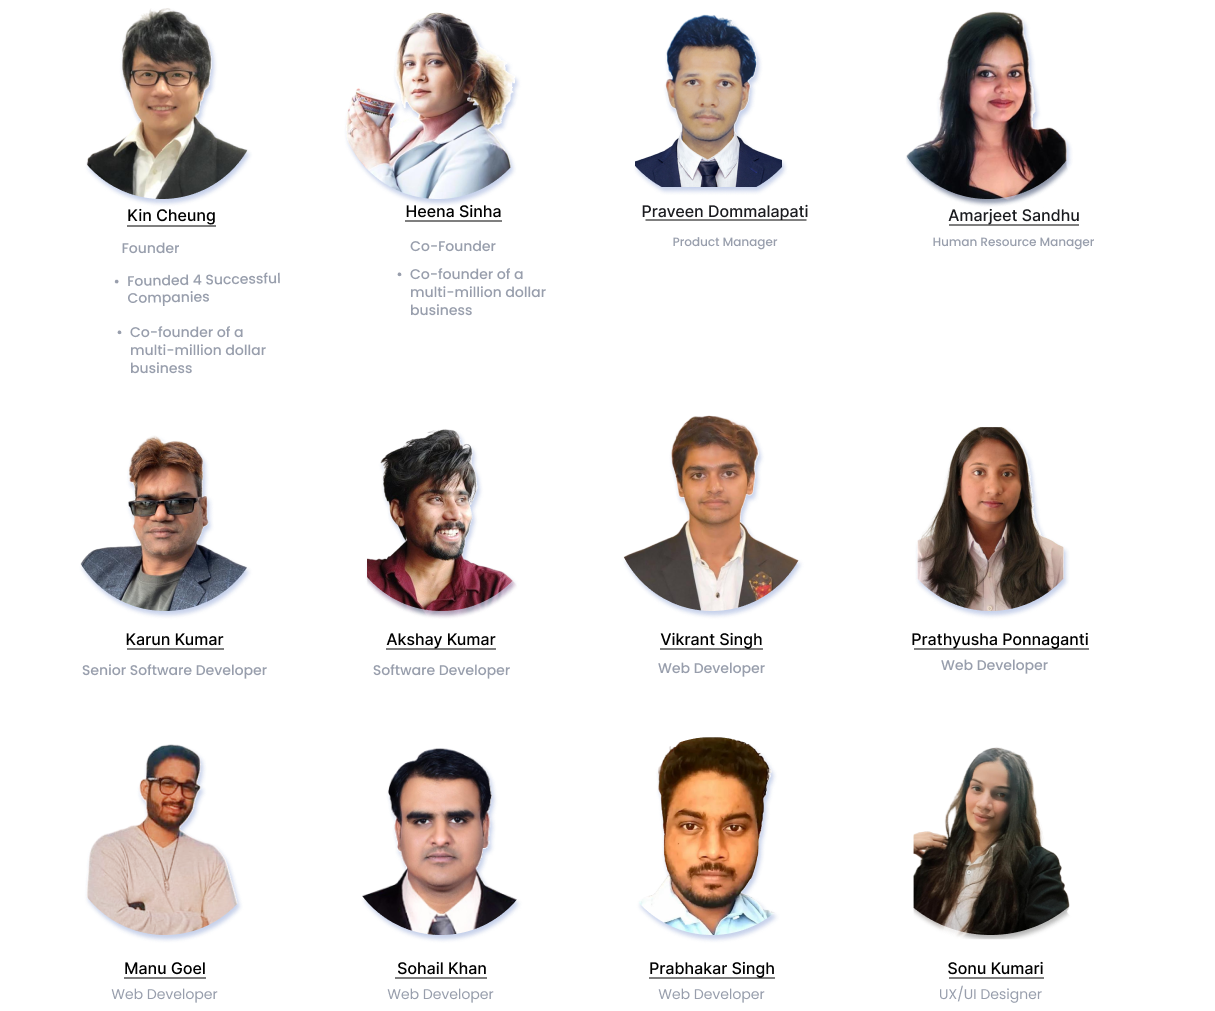 Kin Cheung
Founder
• Founded 4 Successful
Companies
• Co-founder of a
multi-million dollar
business
Heena Sinha
Co-Founder
• Co-founder of a
multi-million dollar
business
Praveen Dommalapati
Product Manager
Amarjeet Sandhu
Human Resource Manager
Karun Kumar
Senior Software Developer
Akshay Kumar
Software Developer
Vikrant Singh
Web Developer
Prathyusha Ponnaganti
Web Developer
Manu Goel
Web Developer
Sohail Khan
Web Developer
Prabhakar Singh
Web Developer
Sonu Kumari
UX/UI Designer